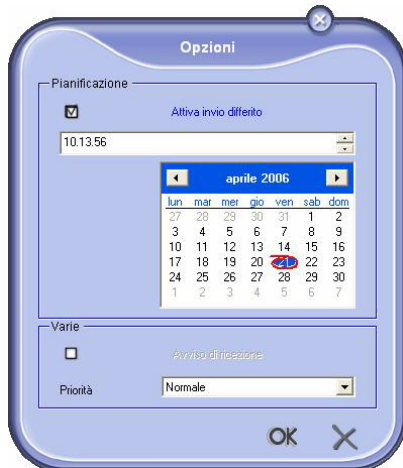 Opzioni
Pianificazione
Attiva invio differito
10.13.56
aprile 2006
lun mar mer gio ven sab dom
27 28 29 30 31 1 2
3 4 5 6 7 8 9
10 11 12 13 14 15 16
17 18 19 20 21 22 23
24 25 26 27 28 29 30
1 2 3 4 5 6 7
Varie
Avviso di ricezione
Priorità Normale
OK